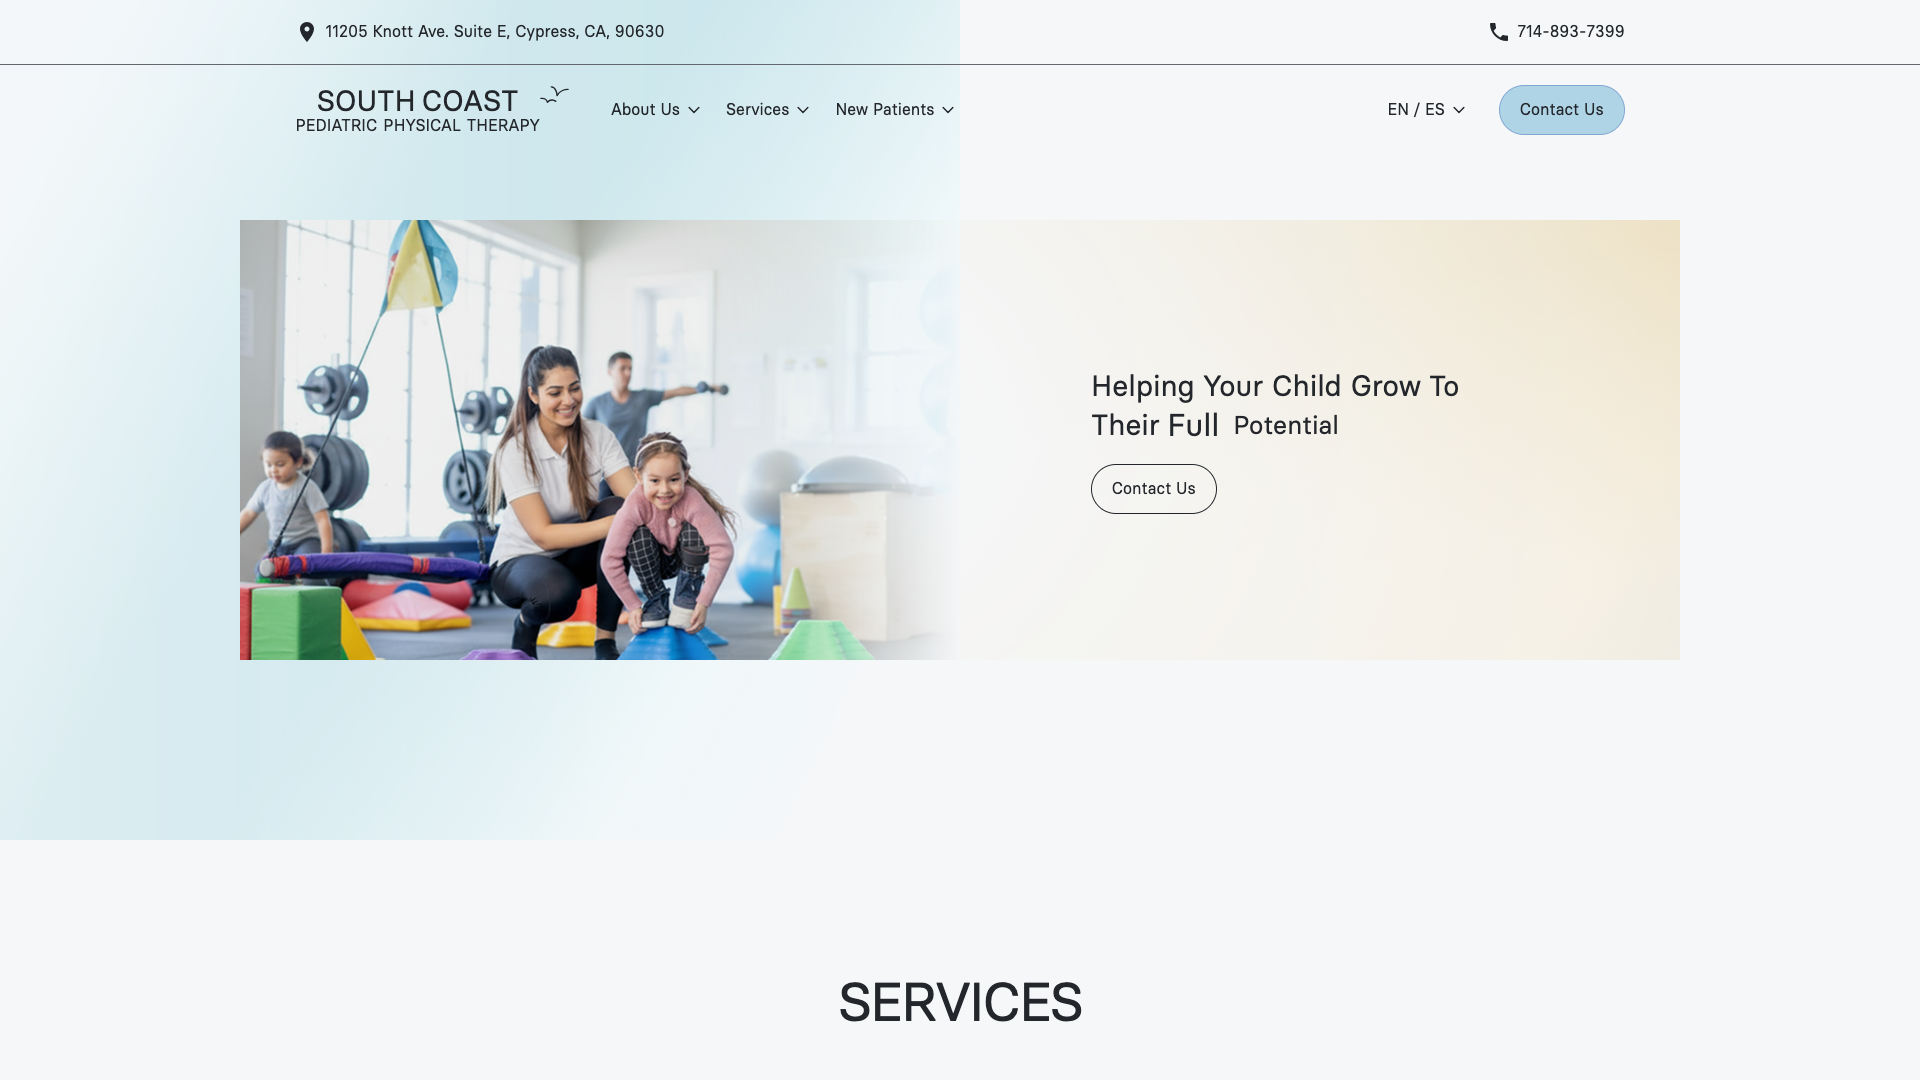 11205 Knott Ave. Suite E, Cypress, CA, 90630
714-893-7399
SOUTH COAST
PEDIATRIC PHYSICAL THERAPY
About Us
Services
New Patients
EN / ES
Contact Us
Helping Your Child Grow To
Their Full Potential
Contact Us
SERVICES